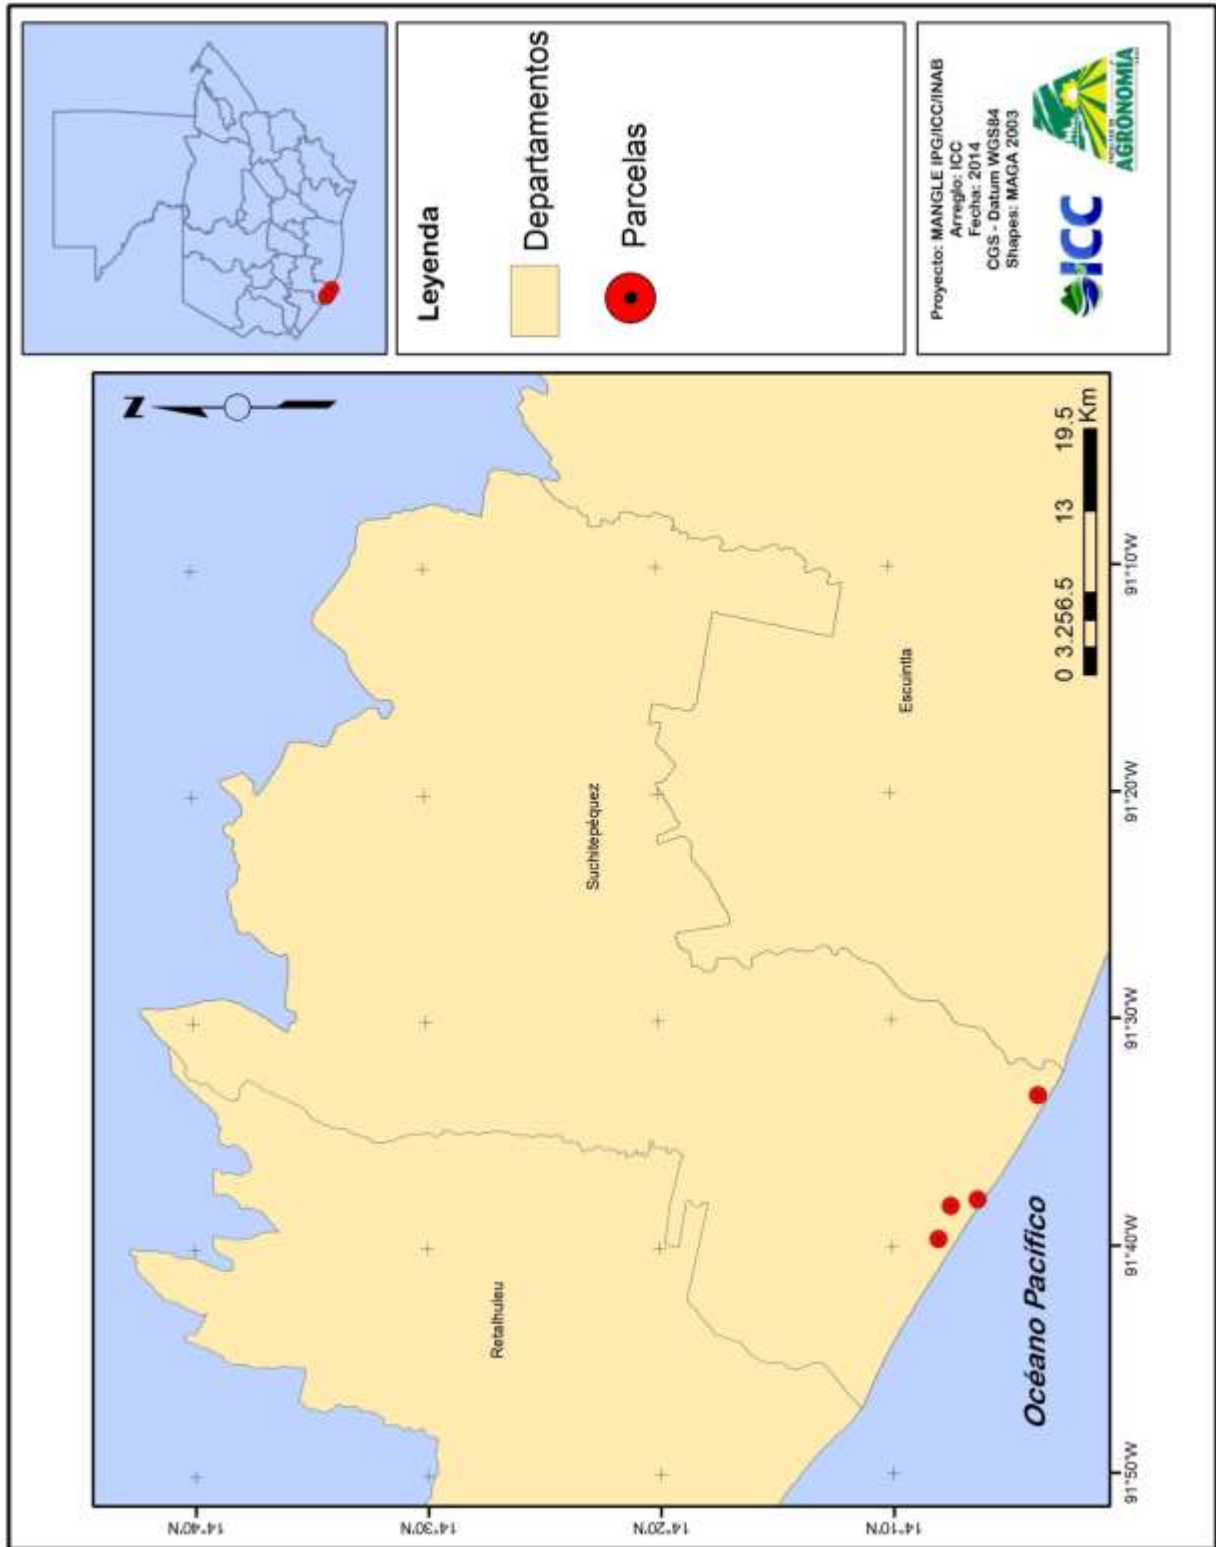 N
14°40'N
14°30'N
14°20'N
14°10'N
91°50'W
91°40'W
91°30'W
91°20'W
91°10'W
Retalhuleu
Suchitepéquez
Escuintla
Océano Pacífico
0 3.256.5 13 19.5
Km
Leyenda
Departamentos
Parcelas
Proyecto: MANGLE IPG/ICC/INAB
Arreglo: ICC
Fecha: 2014
CGS - Datum WGS84
Shapes: MAGA 2003
ICC
FACULTAD DE
AGRONOMÍA